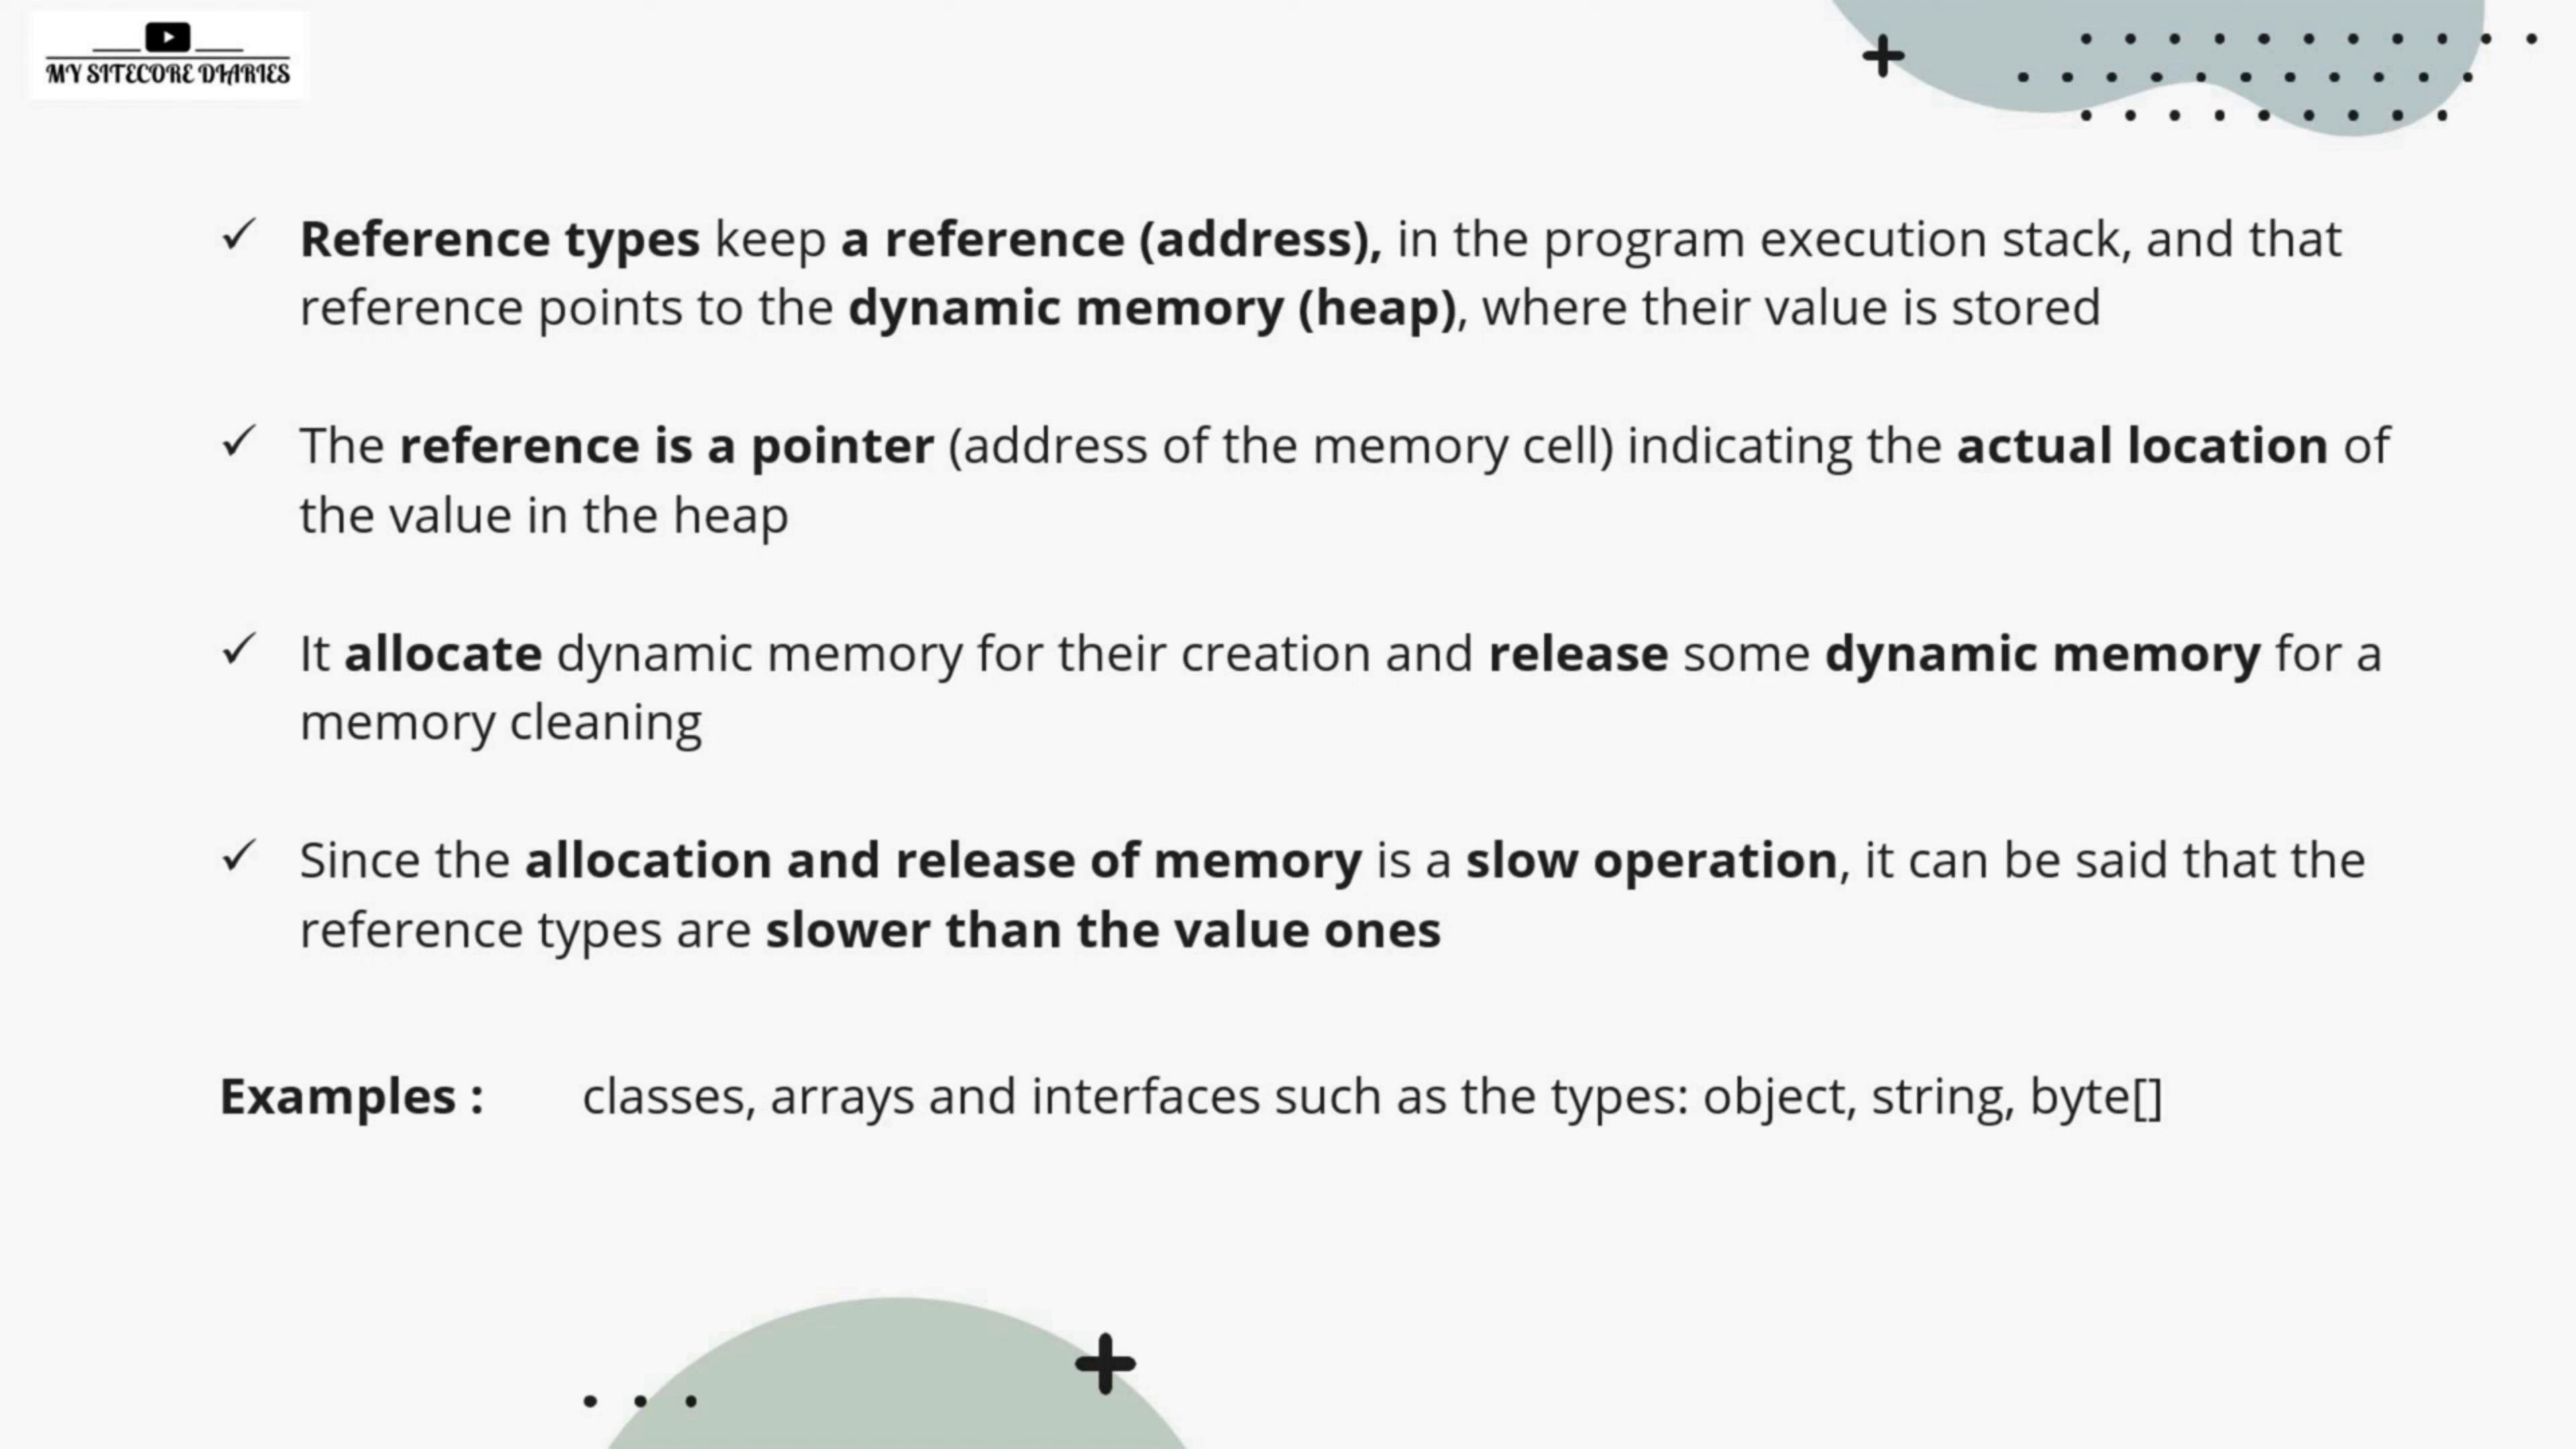 MY SITECORE DIARIES
✓ Reference types keep a reference (address), in the program execution stack, and that
reference points to the dynamic memory (heap), where their value is stored
✓ The reference is a pointer (address of the memory cell) indicating the actual location of
the value in the heap
✓ It allocate dynamic memory for their creation and release some dynamic memory for a
memory cleaning
✓ Since the allocation and release of memory is a slow operation, it can be said that the
reference types are slower than the value ones
Examples : classes, arrays and interfaces such as the types: object, string, byte[]